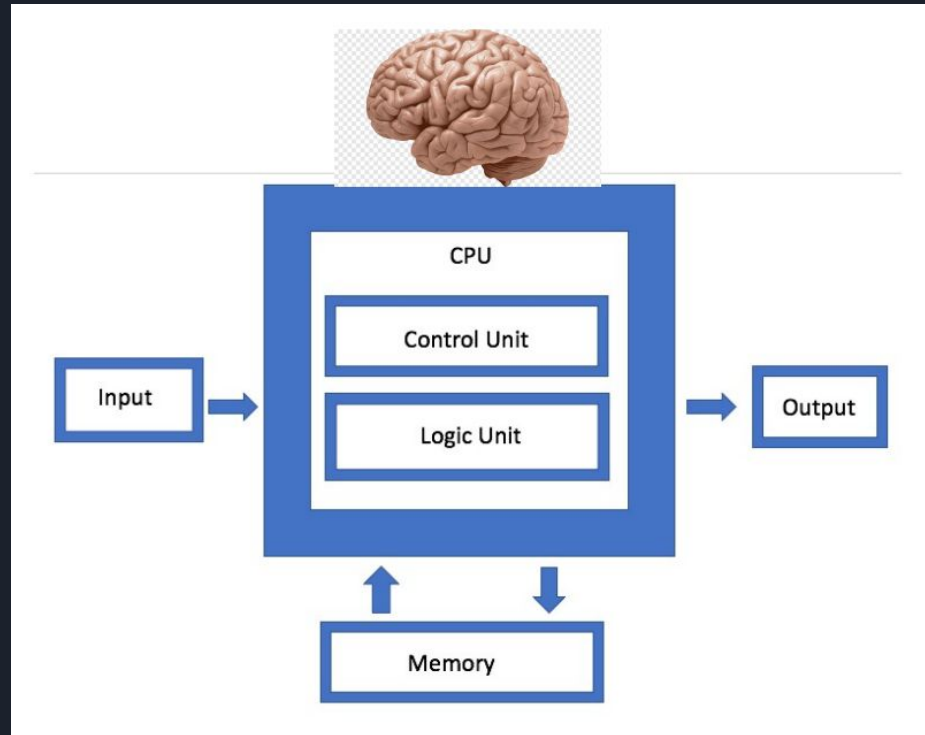 CPU
Control Unit
Input
Logic Unit
Output
Memory